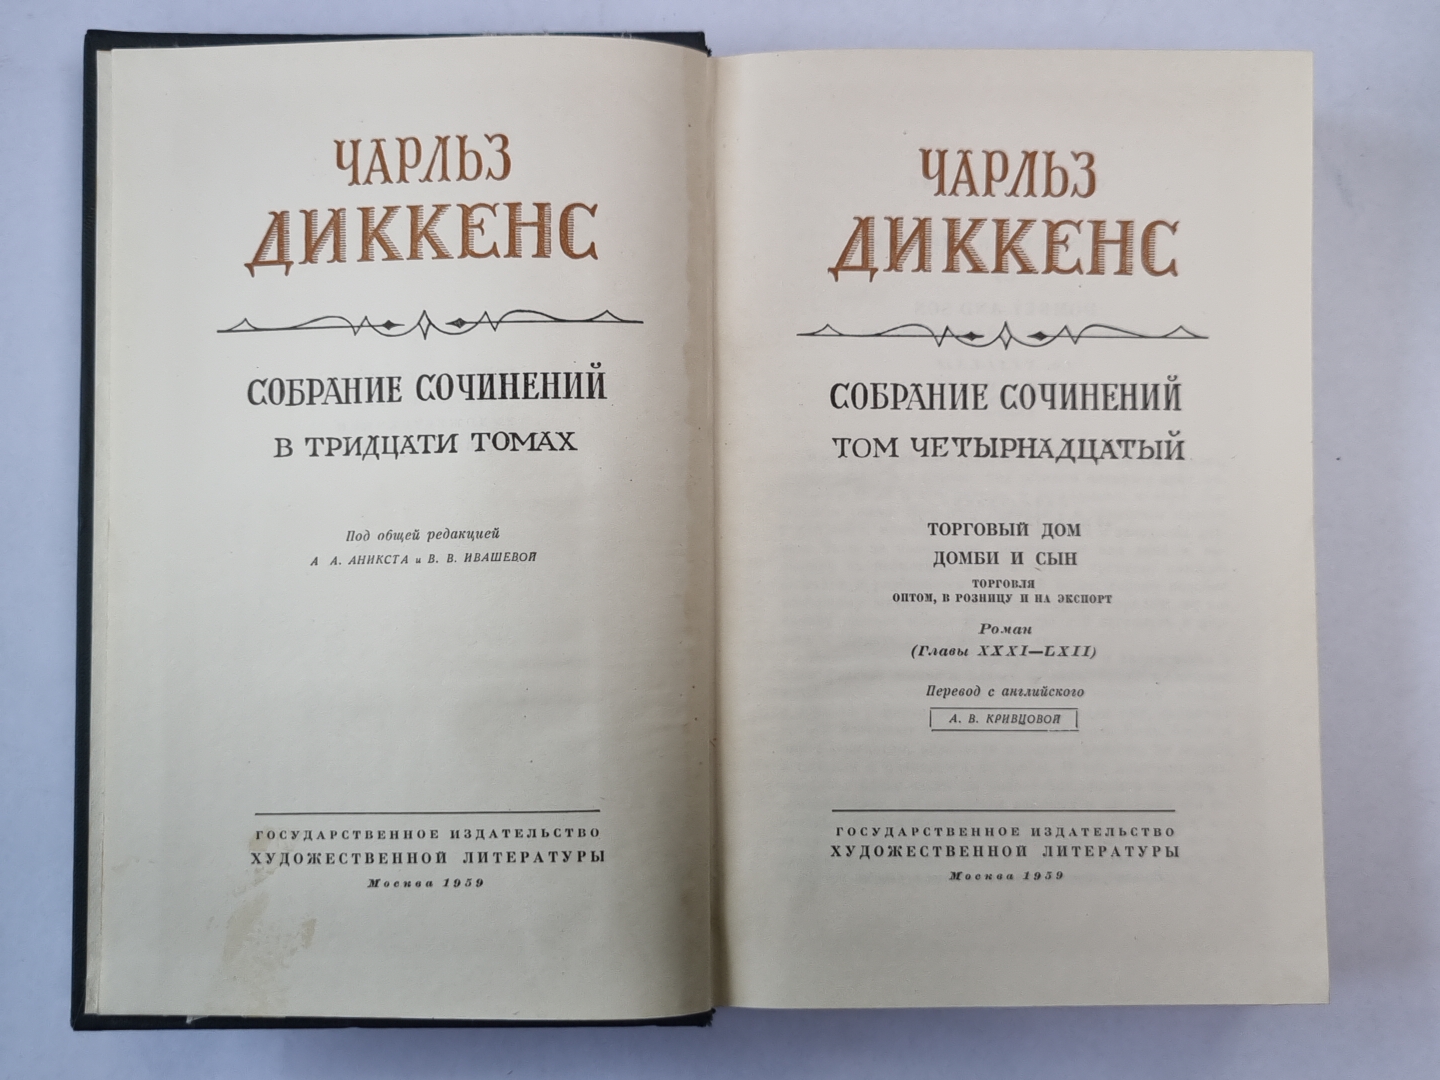 ЧАРЛЬЗ
ДИККЕНС
СОБРАНИЕ СОЧИНЕНИЙ
В ТРИДЦАТИ ТОМАХ
Под общей редакцией
А А. АНИКСТА и В. В. ИВАШЕВОЙ
ГОСУДАРСТВЕННОЕ ИЗДАТЕЛЬСТВО
ХУДОЖЕСТВЕННОЙ ЛИТЕРАТУРЫ
Москва 1959
ЧАРЛЬЗ
ДИККЕНС
СОБРАНИЕ СОЧИНЕНИЙ
ТОМ ЧЕТЫРНАДЦАТЫЙ
ТОРГОВЫЙ ДОМ
ДОМБИ И СЫН
ТОРГОВЛЯ
ОПТОМ, В РОЗНИЦУ И НА ЭКСПОРТ
Роман
(Главы XXXI—LXII)
Перевод с английского
А. В. КРИВЦОВОЙ
ГОСУДАРСТВЕННОЕ ИЗДАТЕЛЬСТВО
ХУДОЖЕСТВЕННОЙ ЛИТЕРАТУРЫ
Москва 1959